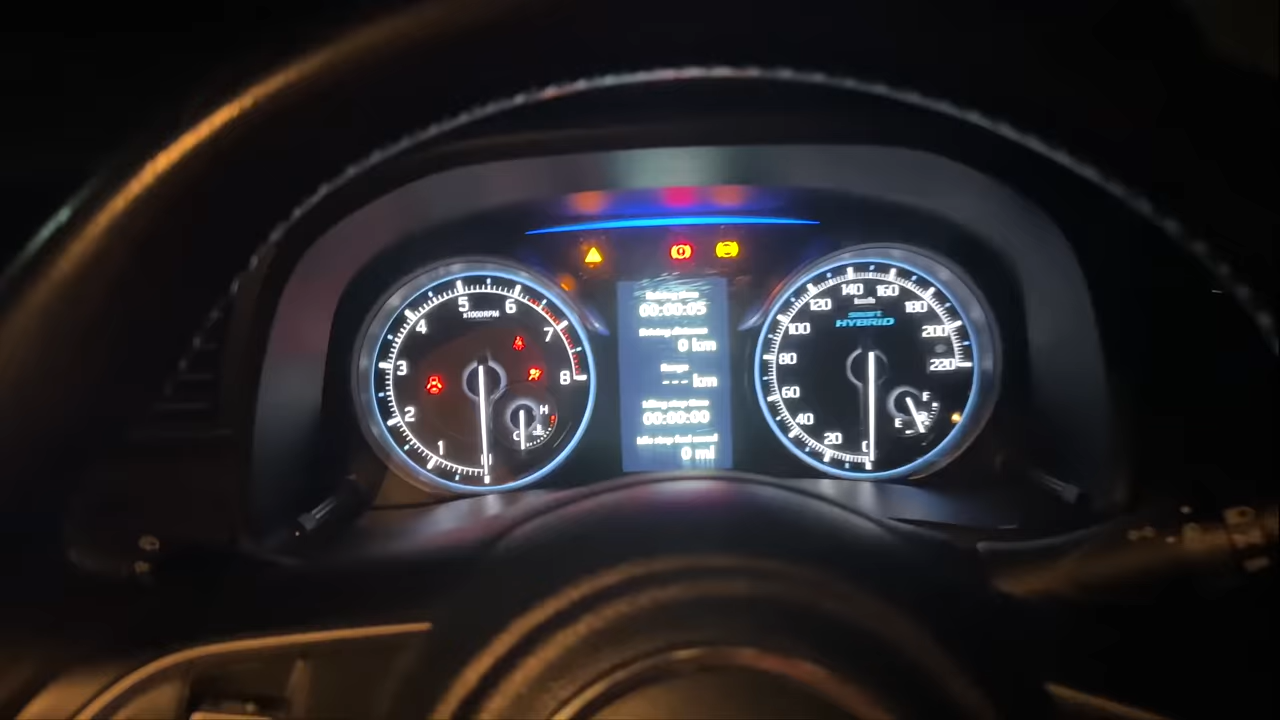 5
6
x1000RPM
4
7
3
8
2
1
H
C
Driving time
00:00:05
Driving distance
0 km
Range
--- km
Idling stop time
00:00:00
Idle stop fuel saved
0 ml
140
160
120
km/h
180
smart
HYBRID
100
200
80
220
60
F
E
40
20
0